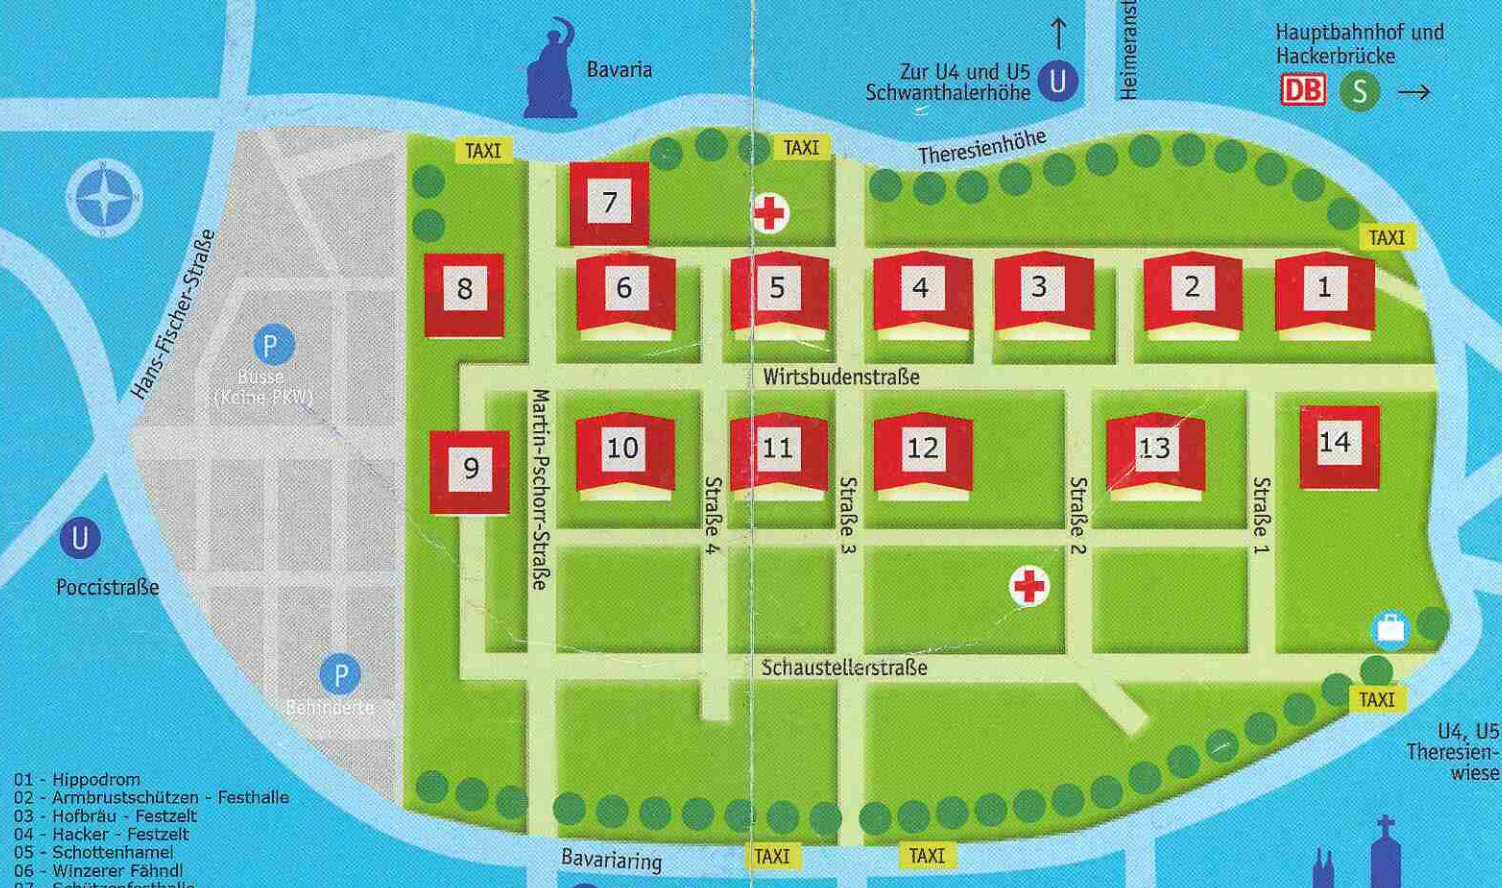 Bavaria
Zur U4 und U5
Schwanthalerhöhe
U
Heimeranst
Hauptbahnhof und
Hackerbrücke
DB
S
TAXI
TAXI
Theresienhöhe
TAXI
Hans-Fischer-Straße
7
8
6
5
4
3
2
1
P
Busse
(Keine PKW)
Wirtsbudenstraße
Martin-Pschorr-Straße
9
10
11
12
13
14
Straße 4
Straße 3
Straße 2
Straße 1
U
Poccistraße
P
Behinderte
Schaustellerstraße
TAXI
U4, U5
Theresien-
wiese
01 - Hippodrom
02 - Armbrustschützen - Festhalle
03 - Hofbräu - Festzelt
04 - Hacker - Festzelt
05 - Schottenhamel
06 - Winzerer Fähndl
07 - Schützenfesthalle
Bavariaring
TAXI
TAXI